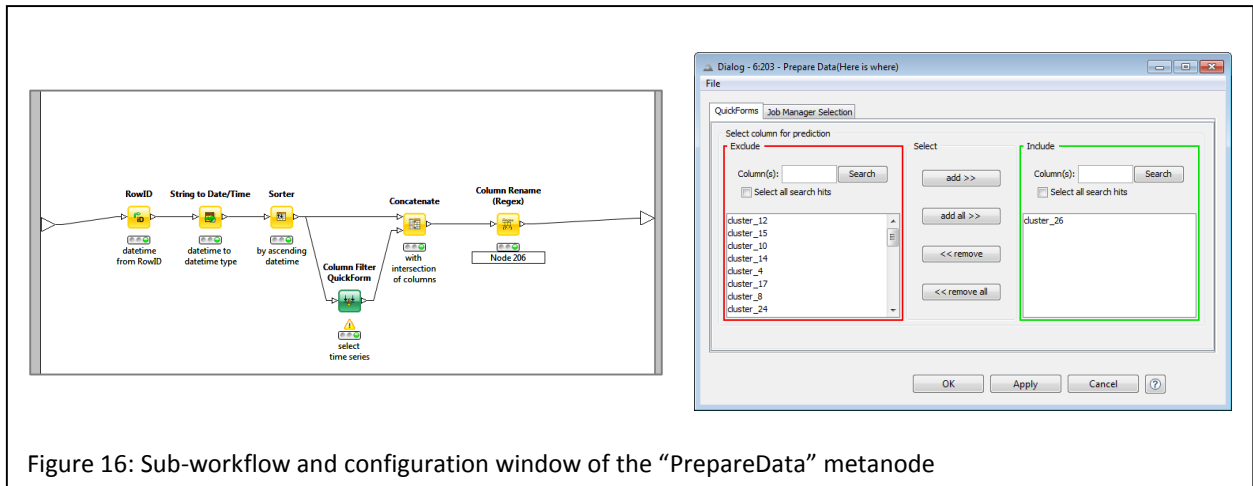 RowID
String to Date/Time
Sorter
Concatenate
Column Rename
(Regex)
datetime
from RowID
datetime to
datetime type
by ascending
datetime
Column Filter
QuickForm
with
intersection
of columns
Node 206
select
time series
Dialog - 6:203 - Prepare Data(Here is where)
File
QuickForms Job Manager Selection
Select column for prediction
Exclude
Select
Include
Column(s): Search
Select all search hits
add >>
add all >>
<< remove
<< remove all
Column(s): Search
Select all search hits
cluster_12
cluster_15
cluster_10
cluster_14
cluster_4
cluster_17
cluster_8
cluster_24
cluster_26
OK Apply Cancel ?
Figure 16: Sub-workflow and configuration window of the “PrepareData” metanode